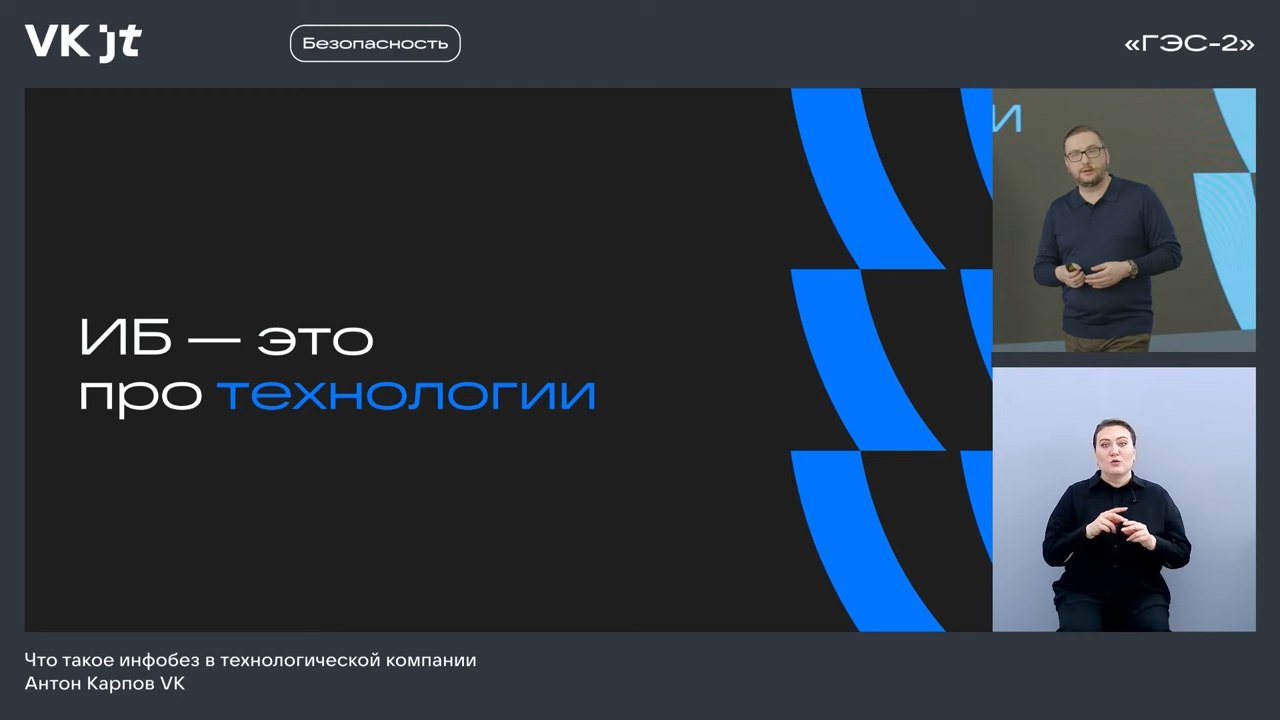 VK jt
Безопасность
«ГЭС-2»
И
ИБ — это
про технологии
Что такое инфобез в технологической компании
Антон Карпов VK